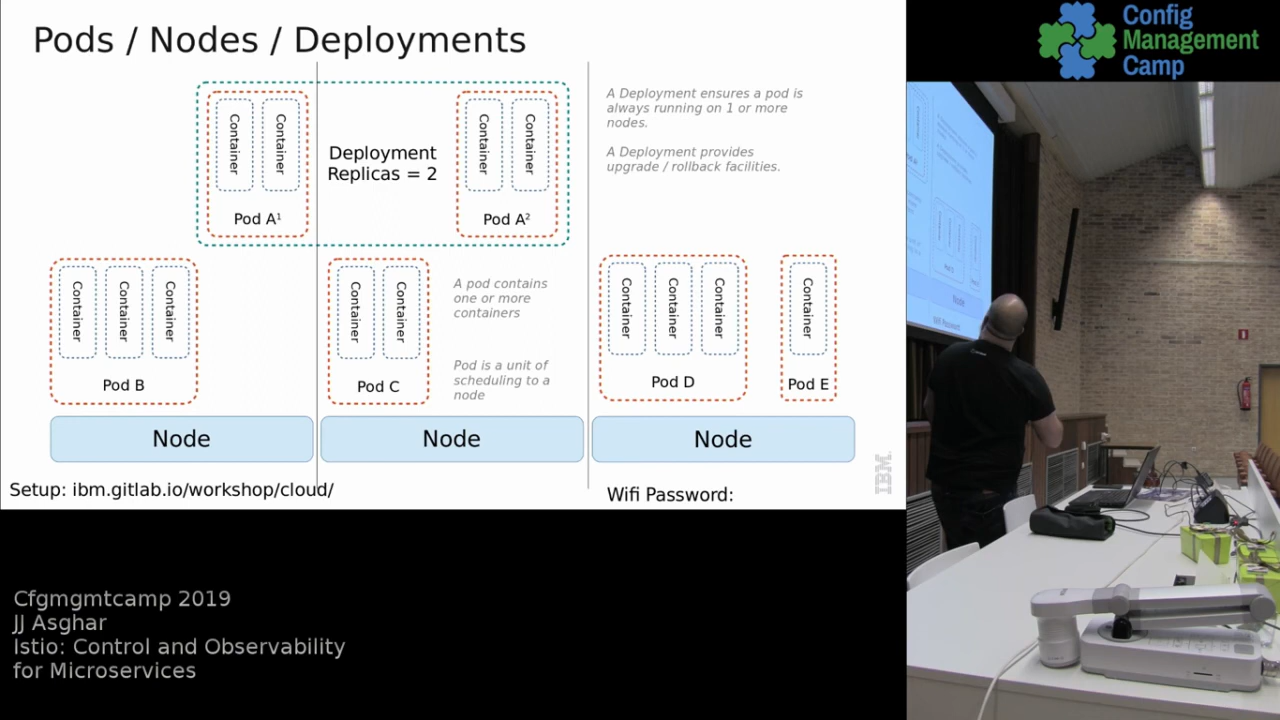 Pods / Nodes / Deployments
Container
Container
Pod A¹
Deployment
Replicas = 2
Container
Container
Pod A²
A Deployment ensures a pod is
always running on 1 or more
nodes.
A Deployment provides
upgrade / rollback facilities.
Container
Container
Container
Pod B
Container
Container
Pod C
A pod contains
one or more
containers
Pod is a unit of
scheduling to a
node
Container
Container
Container
Pod D
Container
Pod E
Node
Node
Node
IBM
Setup: ibm.gitlab.io/workshop/cloud/
Wifi Password:
Config
Management
Camp
Node
Wifi Password:
Cfgmgmtcamp 2019
JJ Asghar
Istio: Control and Observability
for Microservices